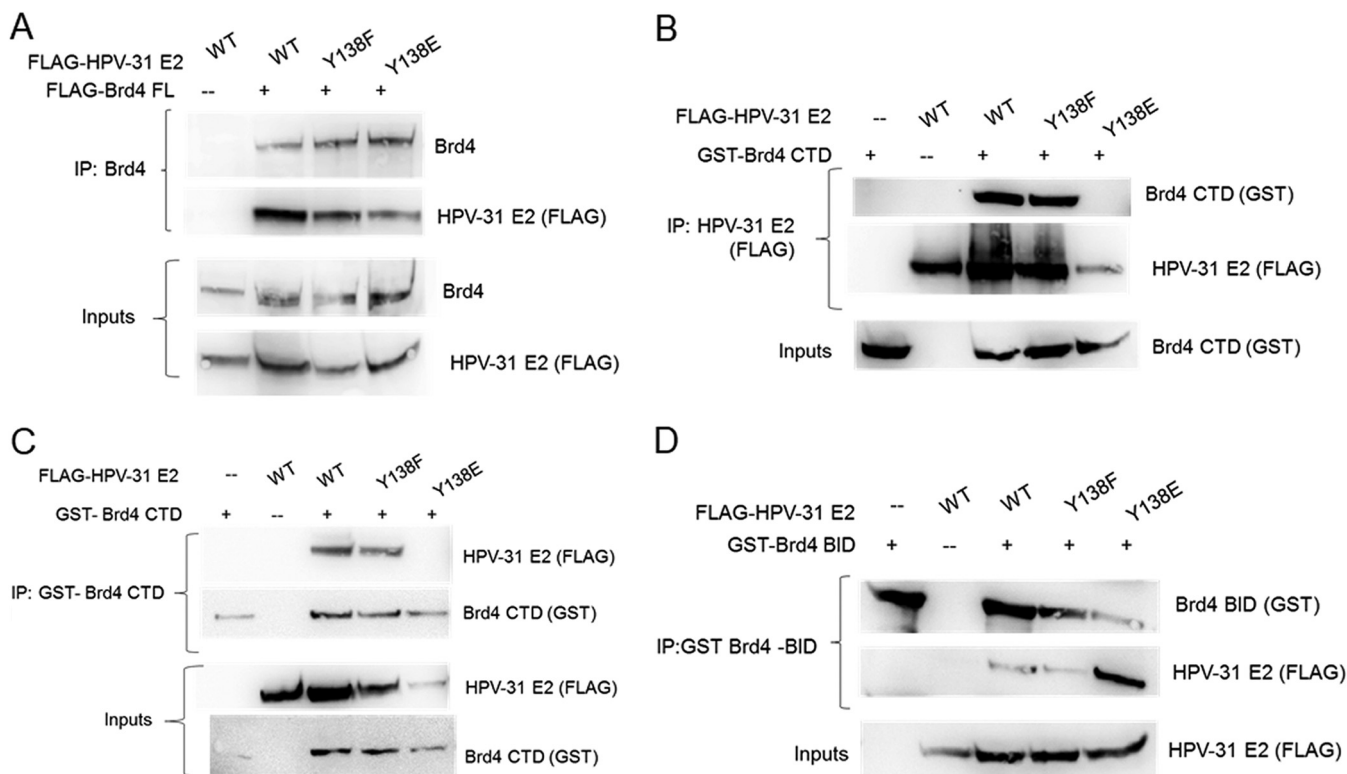 A
WT WT Y138F Y138E
FLAG-HPV-31 E2
FLAG-Brd4 FL -- + + +
IP: Brd4
Brd4
HPV-31 E2 (FLAG)
Inputs
Brd4
HPV-31 E2 (FLAG)
B
FLAG-HPV-31 E2 -- WT WT Y138F Y138E
GST-Brd4 CTD + -- + + +
Brd4 CTD (GST)
IP: HPV-31 E2
(FLAG)
HPV-31 E2 (FLAG)
Inputs Brd4 CTD (GST)
C
FLAG-HPV-31 E2 -- WT WT Y138F Y138E
GST- Brd4 CTD + -- + + +
HPV-31 E2 (FLAG)
IP: GST- Brd4 CTD
Brd4 CTD (GST)
HPV-31 E2 (FLAG)
Inputs
Brd4 CTD (GST)
D
FLAG-HPV-31 E2 -- WT WT Y138F Y138E
GST-Brd4 BID + -- + + +
Brd4 BID (GST)
IP:GST Brd4 -BID
HPV-31 E2 (FLAG)
Inputs HPV-31 E2 (FLAG)